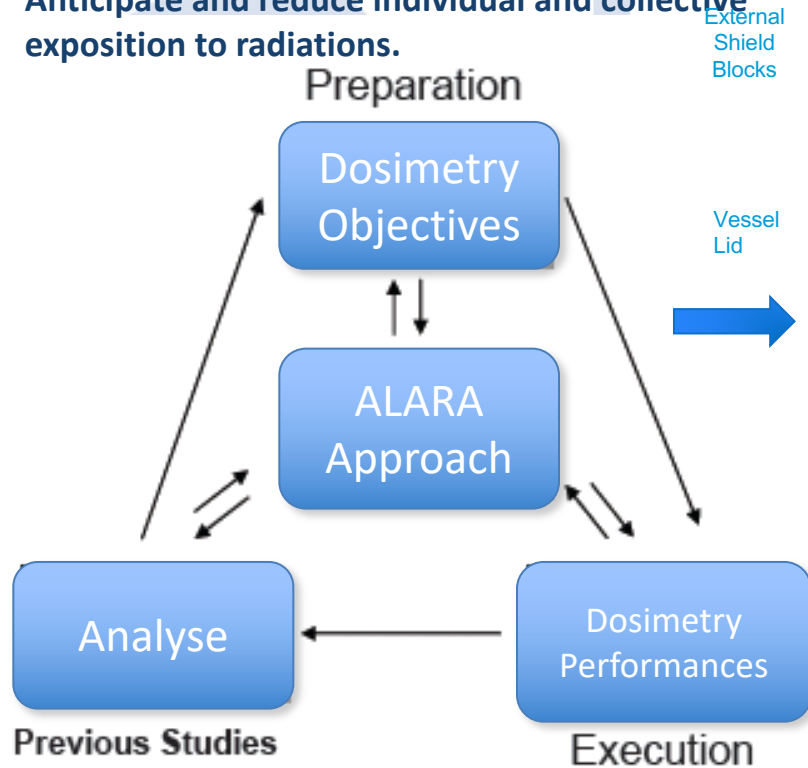 Anticipate and reduce individual and collective
exposition to radiations.
External
Shield
Blocks
Preparation
Dosimetry
Objectives
Vessel
Lid
ALARA
Approach
Analyse
Dosimetry
Performances
Previous Studies
Execution